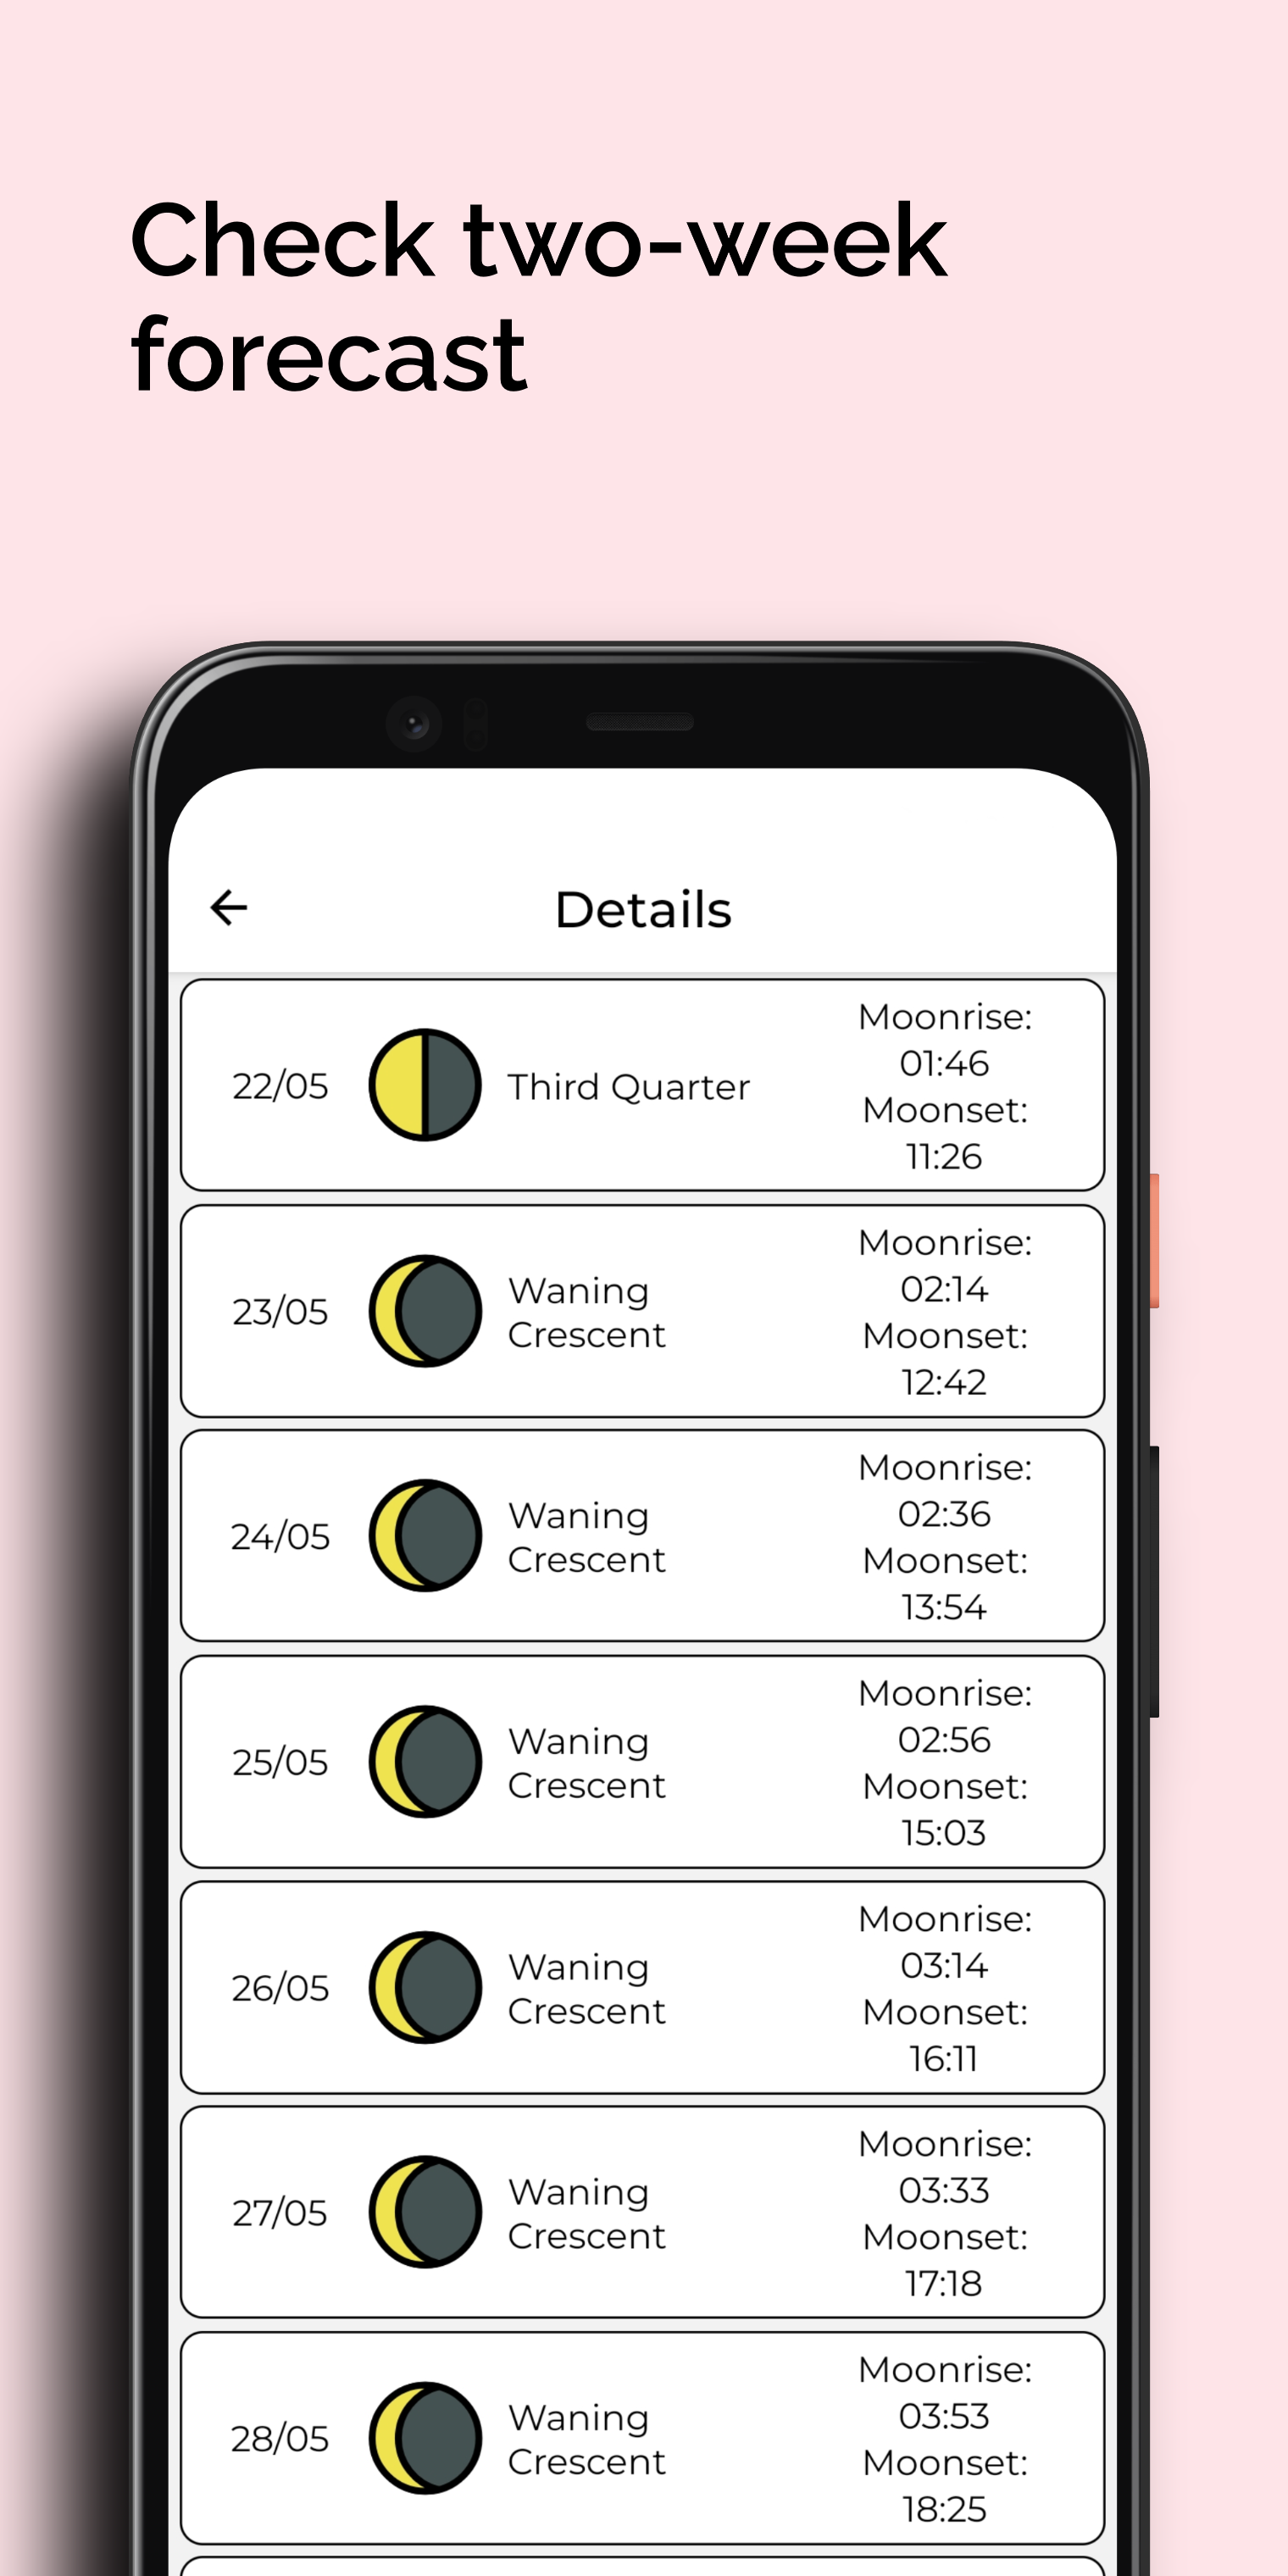 Check two-week
forecast
Details
22/05
Third Quarter
Moonrise:
01:46
Moonset:
11:26
23/05
Waning
Crescent
Moonrise:
02:14
Moonset:
12:42
24/05
Waning
Crescent
Moonrise:
02:36
Moonset:
13:54
25/05
Waning
Crescent
Moonrise:
02:56
Moonset:
15:03
26/05
Waning
Crescent
Moonrise:
03:14
Moonset:
16:11
27/05
Waning
Crescent
Moonrise:
03:33
Moonset:
17:18
28/05
Waning
Crescent
Moonrise:
03:53
Moonset:
18:25